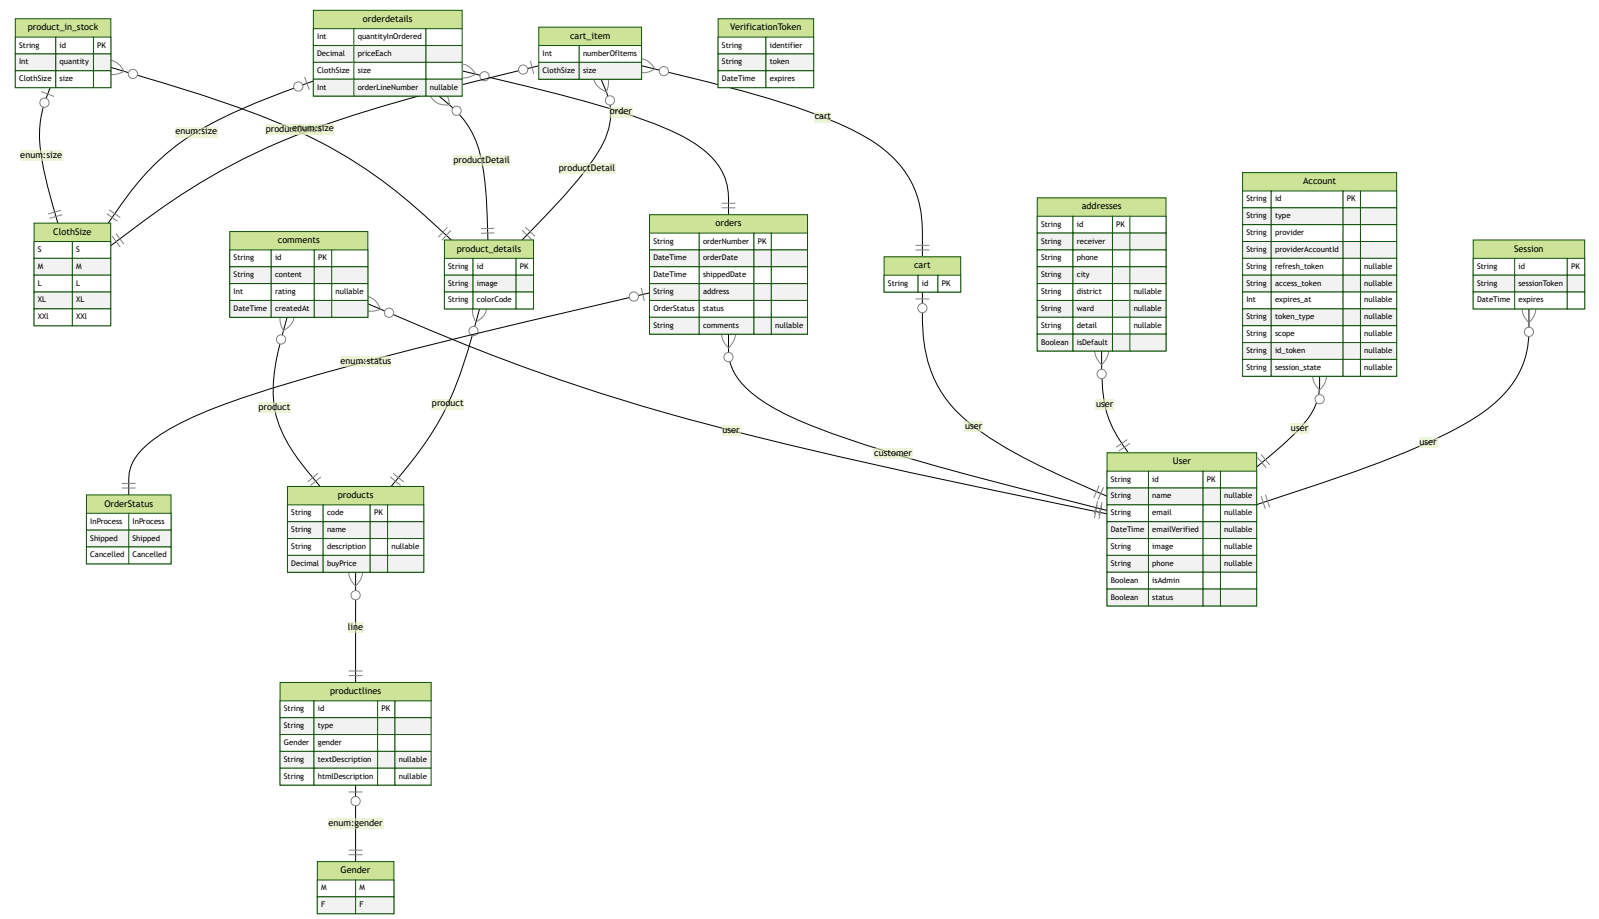 product_in_stock
String id PK
Int quantity
ClothSize size
orderdetails
Int quantityInOrdered
Decimal priceEach
ClothSize size
Int orderLineNumber nullable
cart_item
Int numberOfItems
ClothSize size
VerificationToken
String identifier
String token
DateTime expires
order
cart
enum:size
enum:size
enum:size
productDetail
productDetail
ClothSize
S S
M M
L L
XL XL
XXl XXl
comments
String id PK
String content
Int rating nullable
DateTime createdAt
product_details
String id PK
String image
String colorCode
orders
String orderNumber PK
DateTime orderDate
DateTime shippedDate
String address
OrderStatus status
String comments nullable
cart
String id PK
addresses
String id PK
String receiver
String phone
String city
String district nullable
String ward nullable
String detail nullable
Boolean isDefault
Account
String id PK
String type
String provider
String providerAccountId
String refresh_token nullable
String access_token nullable
Int expires_at nullable
String token_type nullable
String scope nullable
String id_token nullable
String session_state nullable
Session
String id PK
String sessionToken
DateTime expires
enum:status
product
product
user
customer
user
user
user
user
OrderStatus
InProcess InProcess
Shipped Shipped
Cancelled Cancelled
products
String code PK
String name
String description nullable
Decimal buyPrice
User
String id PK
String name nullable
String email nullable
DateTime emailVerified nullable
String image nullable
String phone nullable
Boolean isAdmin
Boolean status
line
productlines
String id PK
String type
Gender gender
String textDescription nullable
String htmlDescription nullable
enum:gender
Gender
M M
F F